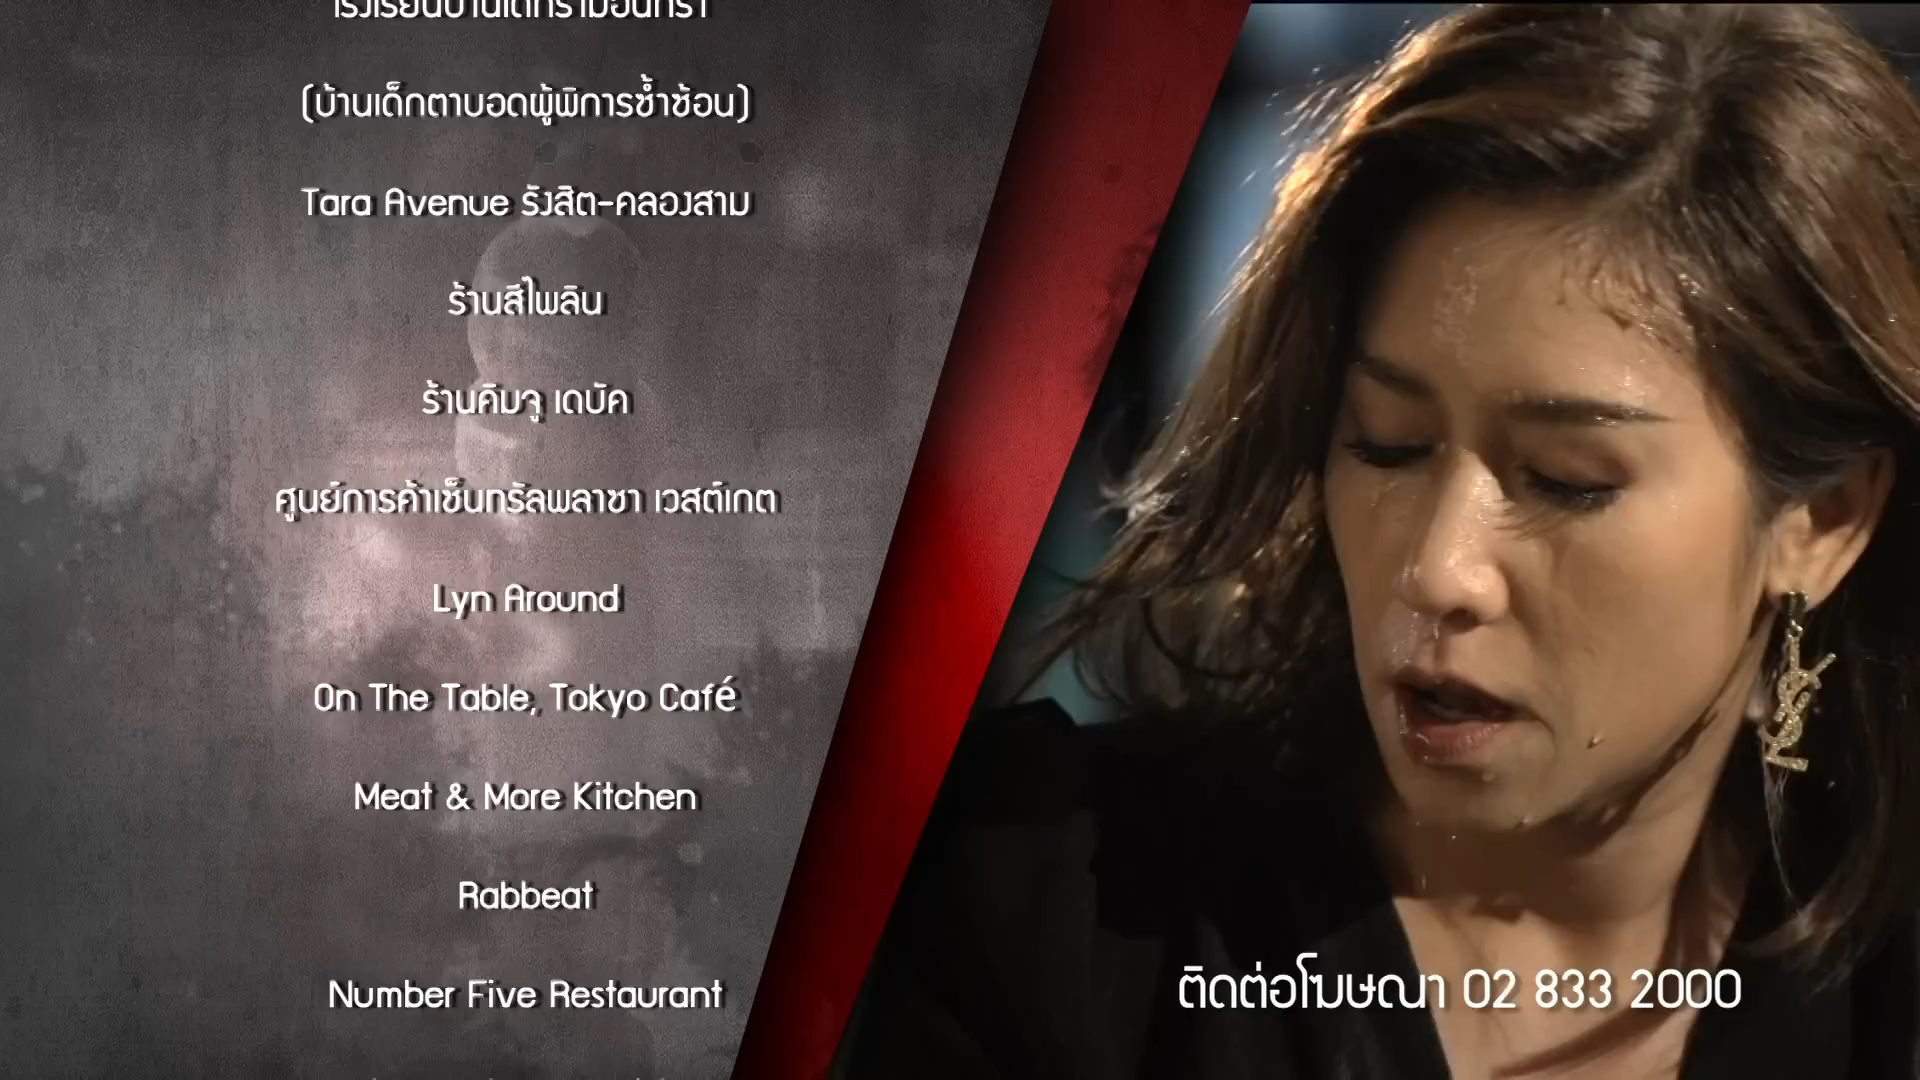 (บ้านเด็กตาบอดผู้พิการซ้ำซ้อน)
Tara Avenue รังสิต-คลองสาม
ร้านสีไพลิน
ร้านคิมจู เดบัค
ศูนย์การค้าเซ็นทรัลพลาซา เวสต์เกต
Lyn Around
On The Table, Tokyo Café
Meat & More Kitchen
Rabbeat
Number Five Restaurant
ติดต่อโฆษณา 02 833 2000